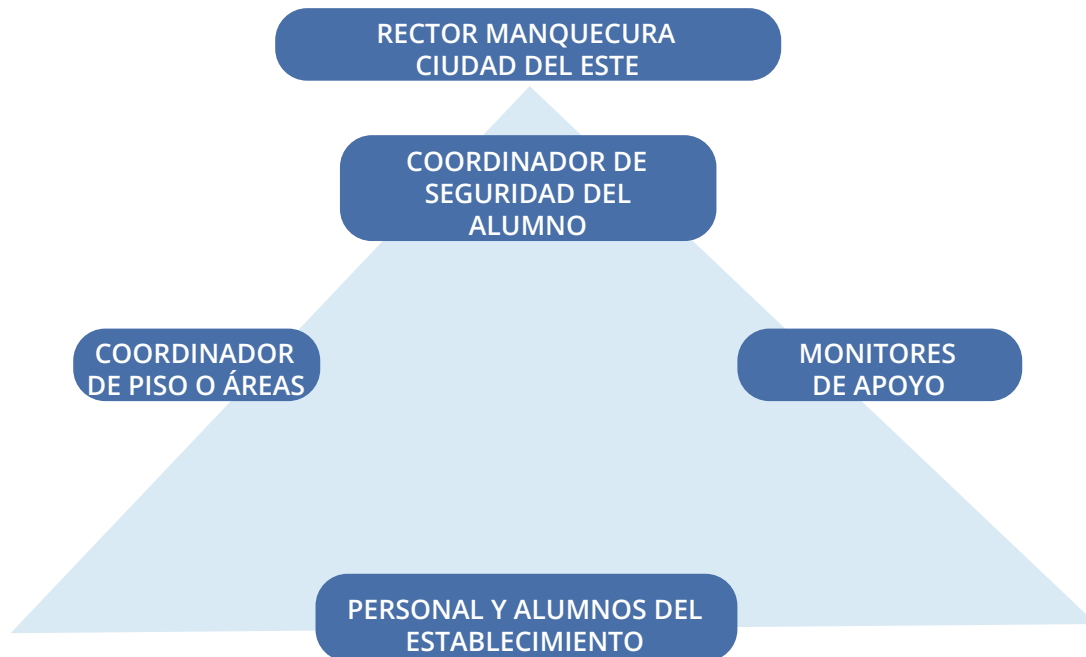 RECTOR MANQUECURA
CIUDAD DEL ESTE
COORDINADOR DE
SEGURIDAD DEL
ALUMNO
COORDINADOR
DE PISO O ÁREAS
MONITORES
DE APOYO
PERSONAL Y ALUMNOS DEL
ESTABLECIMIENTO